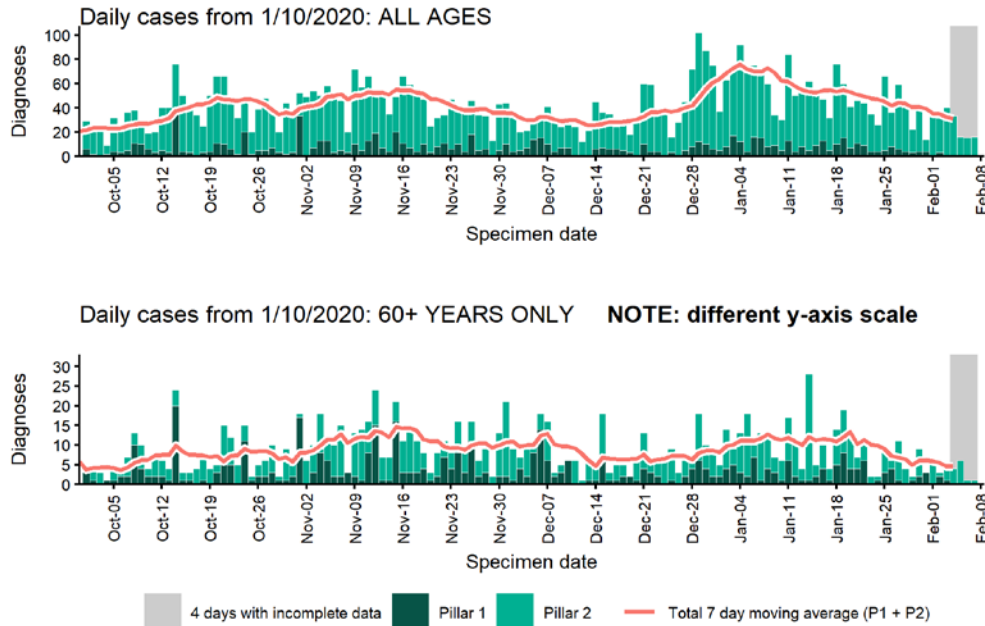 Daily cases from 1/10/2020: ALL AGES
Diagnoses
100
80
60
40
20
0
Oct-05
Oct-12
Oct-19
Oct-26
Nov-02
Nov-09
Nov-16
Nov-23
Nov-30
Dec-07
Dec-14
Dec-21
Dec-28
Jan-04
Jan-11
Jan-18
Jan-25
Feb-01
Feb-08
Specimen date
Daily cases from 1/10/2020: 60+ YEARS ONLY NOTE: different y-axis scale
Diagnoses
30
25
20
15
10
5
0
Oct-05
Oct-12
Oct-19
Oct-26
Nov-02
Nov-09
Nov-16
Nov-23
Nov-30
Dec-07
Dec-14
Dec-21
Dec-28
Jan-04
Jan-11
Jan-18
Jan-25
Feb-01
Feb-08
Specimen date
4 days with incomplete data Pillar 1 Pillar 2 Total 7 day moving average (P1 + P2)